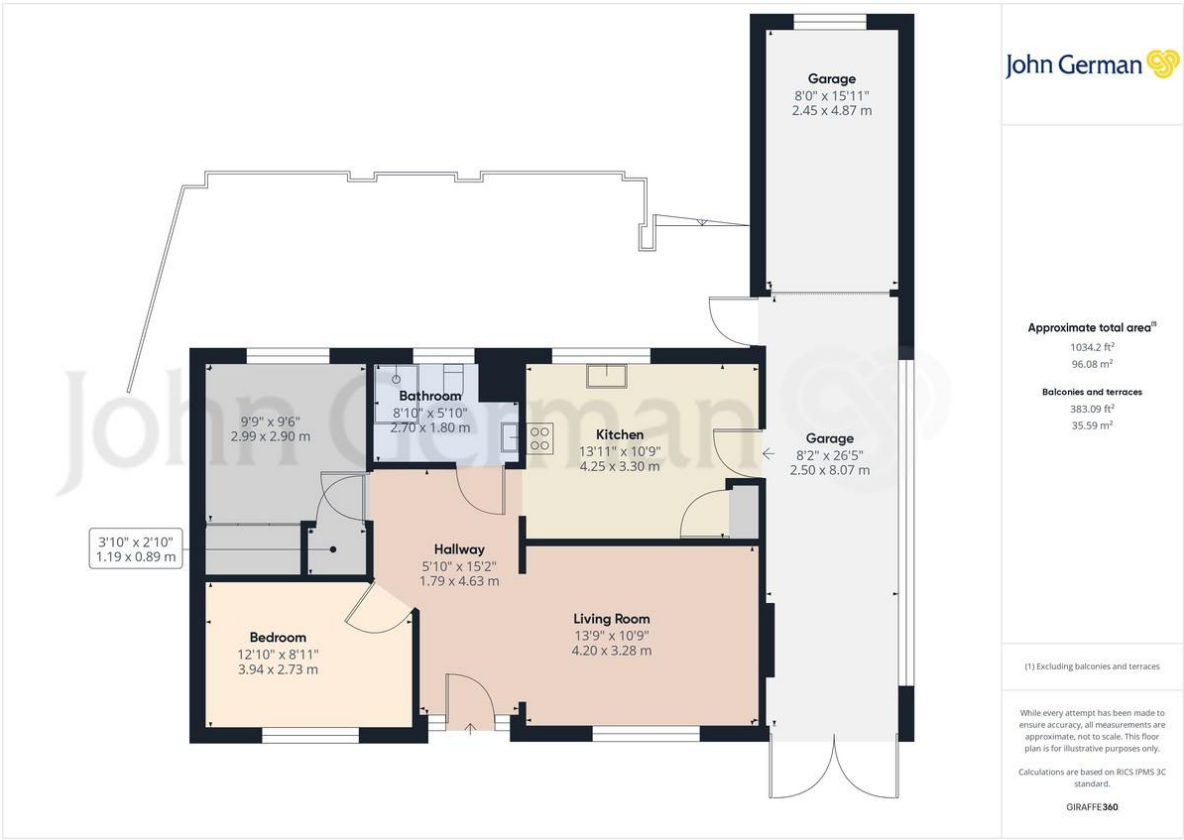 Garage
8'0" x 15'11"
2.45 x 4.87 m
John German
9'9" x 9'6"
2.99 x 2.90 m
Bathroom
8'10" x 5'10"
2.70 x 1.80 m
Kitchen
13'11" x 10'9"
4.25 x 3.30 m
Garage
8'2" x 26'5"
2.50 x 8.07 m
3'10" x 2'10"
1.19 x 0.89 m
Hallway
5'10" x 15'2"
1.79 x 4.63 m
Living Room
13'9" x 10'9"
4.20 x 3.28 m
Bedroom
12'10" x 8'11"
3.94 x 2.73 m
John German
Approximate total area(1)
1034.2 ft²
96.08 m²
Balconies and terraces
383.09 ft²
35.59 m²
(1) Excluding balconies and terraces
While every attempt has been made to
ensure accuracy, all measurements are
approximate, not to scale. This floor
plan is for illustrative purposes only.
Calculations are based on RICS IPMS 3C
standard.
GIRAFFE360